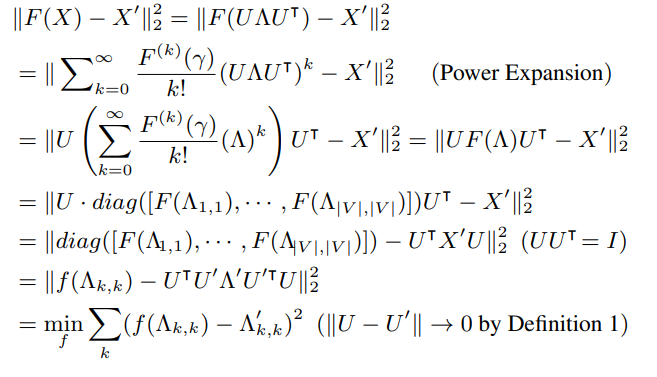 ‖F(X) − X′‖₂² = ‖F(UΛU⊺) − X′‖₂²
= ‖ ∑_{k=0}^{∞} F^{(k)}(γ)/k! (UΛU⊺)^k − X′‖₂² (Power Expansion)
= ‖U ( ∑_{k=0}^{∞} F^{(k)}(γ)/k! (Λ)^k ) U⊺ − X′‖₂² = ‖UF(Λ)U⊺ − X′‖₂²
= ‖U · diag([F(Λ_{1,1}), ⋯ , F(Λ_{|V|,|V|})])U⊺ − X′‖₂²
= ‖diag([F(Λ_{1,1}), ⋯ , F(Λ_{|V|,|V|})]) − U⊺X′U‖₂² (UU⊺ = I)
= ‖f(Λ_{k,k}) − U⊺U′Λ′U′⊺U‖₂²
= min_f ∑_k (f(Λ_{k,k}) − Λ′_{k,k})² (‖U − U′‖ → 0 by Definition 1)